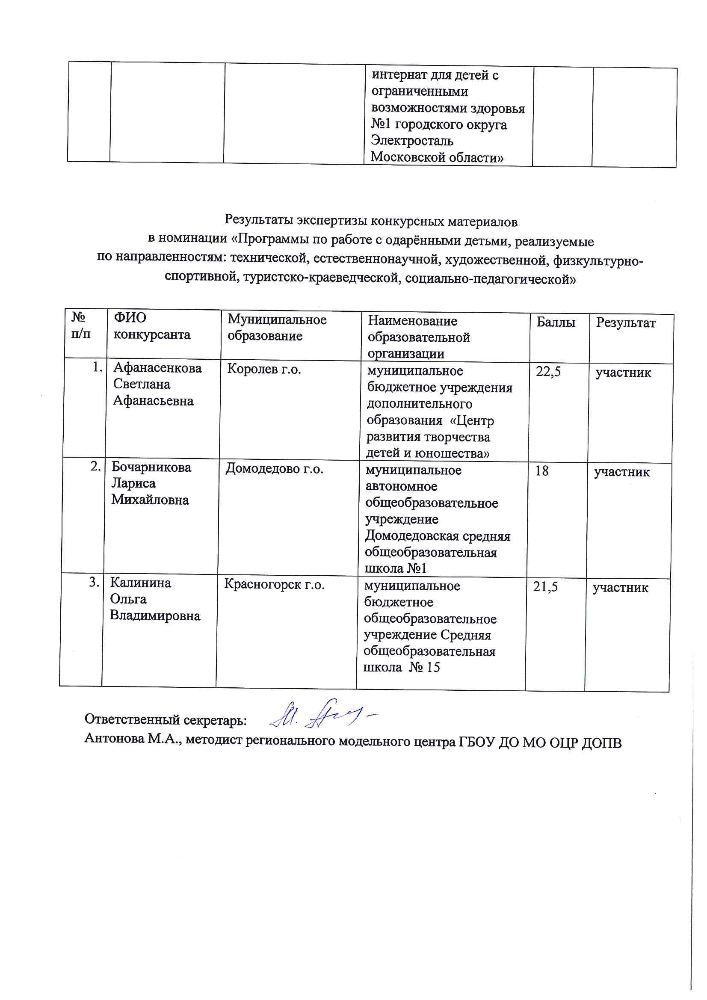 интернат для детей с
ограниченными
возможностями здоровья
№1 городского округа
Электросталь
Московской области»
Результаты экспертизы конкурсных материалов
в номинации «Программы по работе с одарёнными детьми, реализуемые
по направленностям: технической, естественнонаучной, художественной, физкультурно-
спортивной, туристско-краеведческой, социально-педагогической»
№
п/п
ФИО
конкурсанта
Муниципальное
образование
Наименование
образовательной
организации
Баллы
Результат
1.
Афанасенкова
Светлана
Афанасьевна
Королев г.о.
муниципальное
бюджетное учреждения
дополнительного
образования «Центр
развития творчества
детей и юношества»
22,5
участник
2.
Бочарникова
Лариса
Михайловна
Домодедово г.о.
муниципальное
автономное
общеобразовательное
учреждение
Домодедовская средняя
общеобразовательная
школа №1
18
участник
3.
Калинина
Ольга
Владимировна
Красногорск г.о.
муниципальное
бюджетное
общеобразовательное
учреждение Средняя
общеобразовательная
школа № 15
21,5
участник
Ответственный секретарь:
Антонова М.А., методист регионального модельного центра ГБОУ ДО МО ОЦР ДОПВ